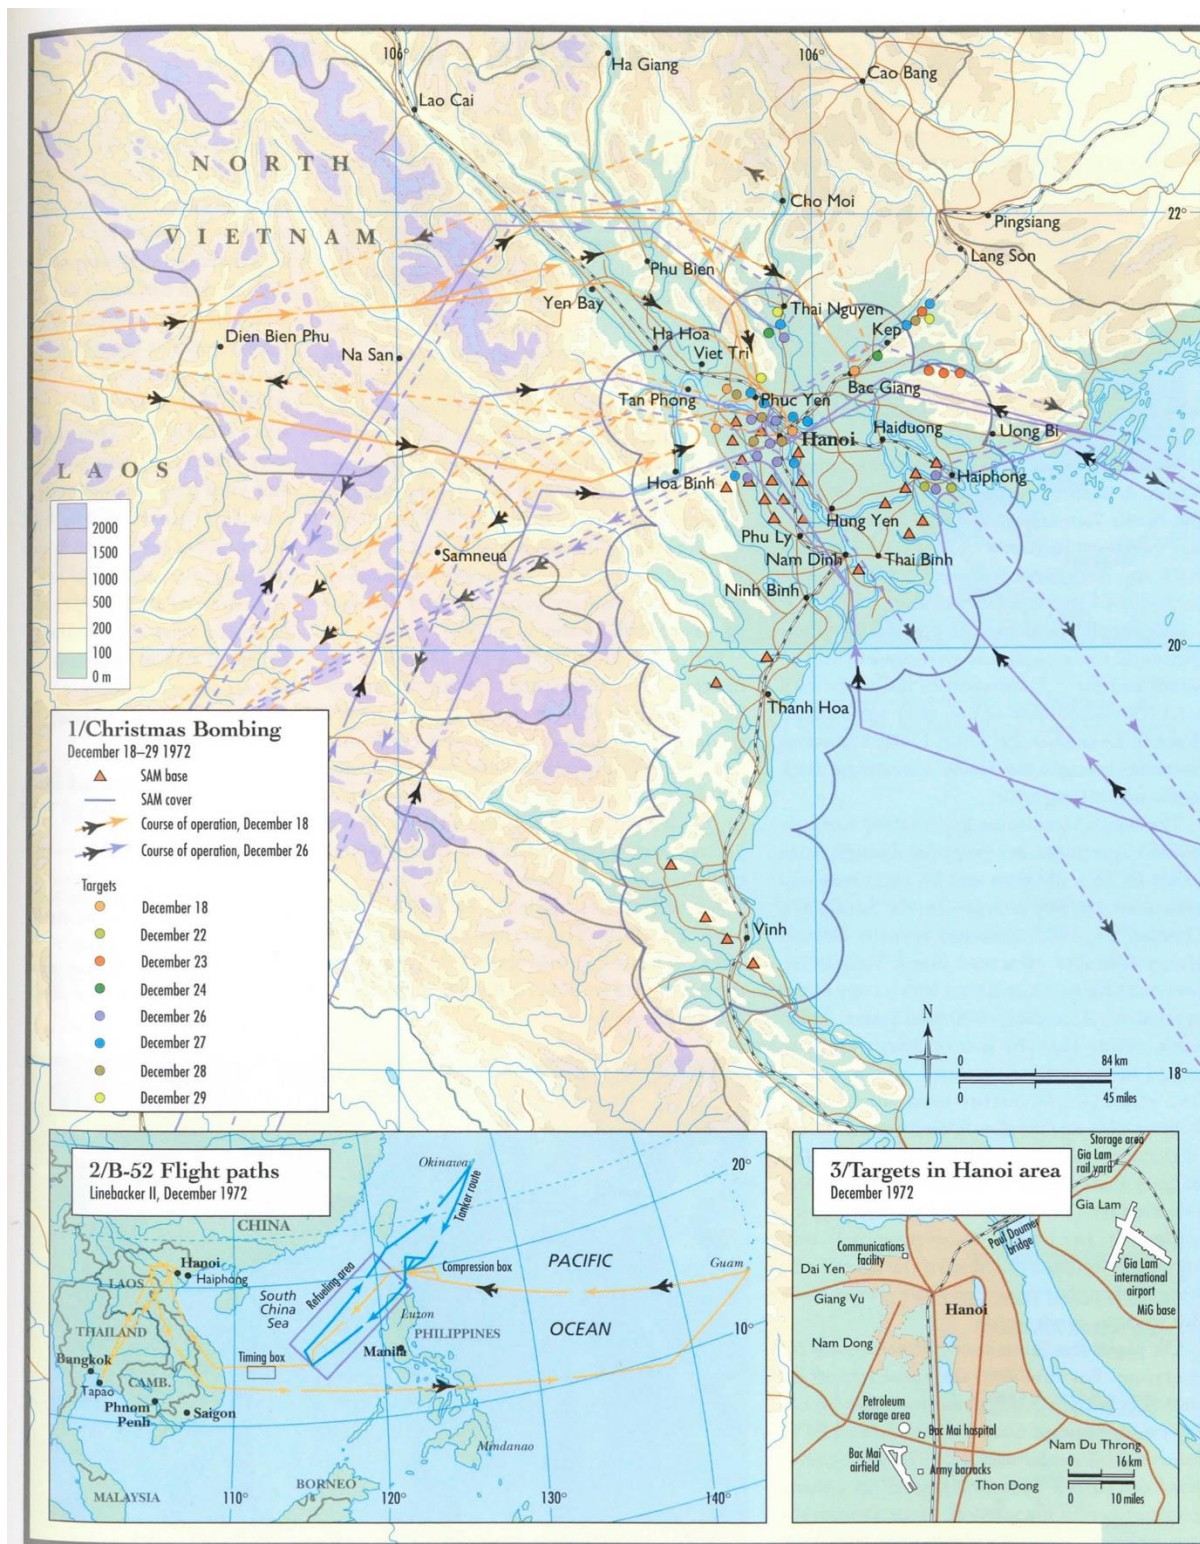 106°
106°
Ha Giang
Cao Bang
Lao Cai
NORTH
VIETNAM
Cho Moi
Pingsiang
22°
Lang Son
Phu Bien
Yen Bay
Thai Nguyen
Dien Bien Phu
Na San
Ha Hoa
Kep
Viet Tri
Bac Giang
Tan Phong
Phuc Yen
Hanoi
Haiduong
Uong Bi
LAOS
Hoa Binh
Haiphong
Hung Yen
Phu Ly
Samneua
Nam Dinh
Thai Binh
Ninh Binh
20°
Thanh Hoa
Vinh
2000
1500
1000
500
200
100
0 m
1/Christmas Bombing
December 18–29 1972
SAM base
SAM cover
Course of operation, December 18
Course of operation, December 26
Targets
December 18
December 22
December 23
December 24
December 26
December 27
December 28
December 29
N
0 84 km
0 45 miles
18°
2/B-52 Flight paths
Linebacker II, December 1972
Okinawa
20°
Tanker route
CHINA
Hanoi
Haiphong
LAOS
South
China
Sea
Refueling area
Compression box
PACIFIC
OCEAN
Guam
Luzon
PHILIPPINES
10°
THAILAND
Timing box
Manila
Bangkok
Tapao
CAMB.
Phnom
Penh
Saigon
Mindanao
BORNEO
MALAYSIA
110°
120°
130°
140°
3/Targets in Hanoi area
December 1972
Storage area
Gia Lam
rail yard
Gia Lam
Paul Doumer
bridge
Communications
facility
Dai Yen
Gia Lam
international
airport
Giang Vu
Hanoi
MiG base
Nam Dong
Petroleum
storage area
Bac Mai hospital
Bac Mai
airfield
Army barracks
Nam Du Throng
Thon Dong
0 16 km
0 10 miles